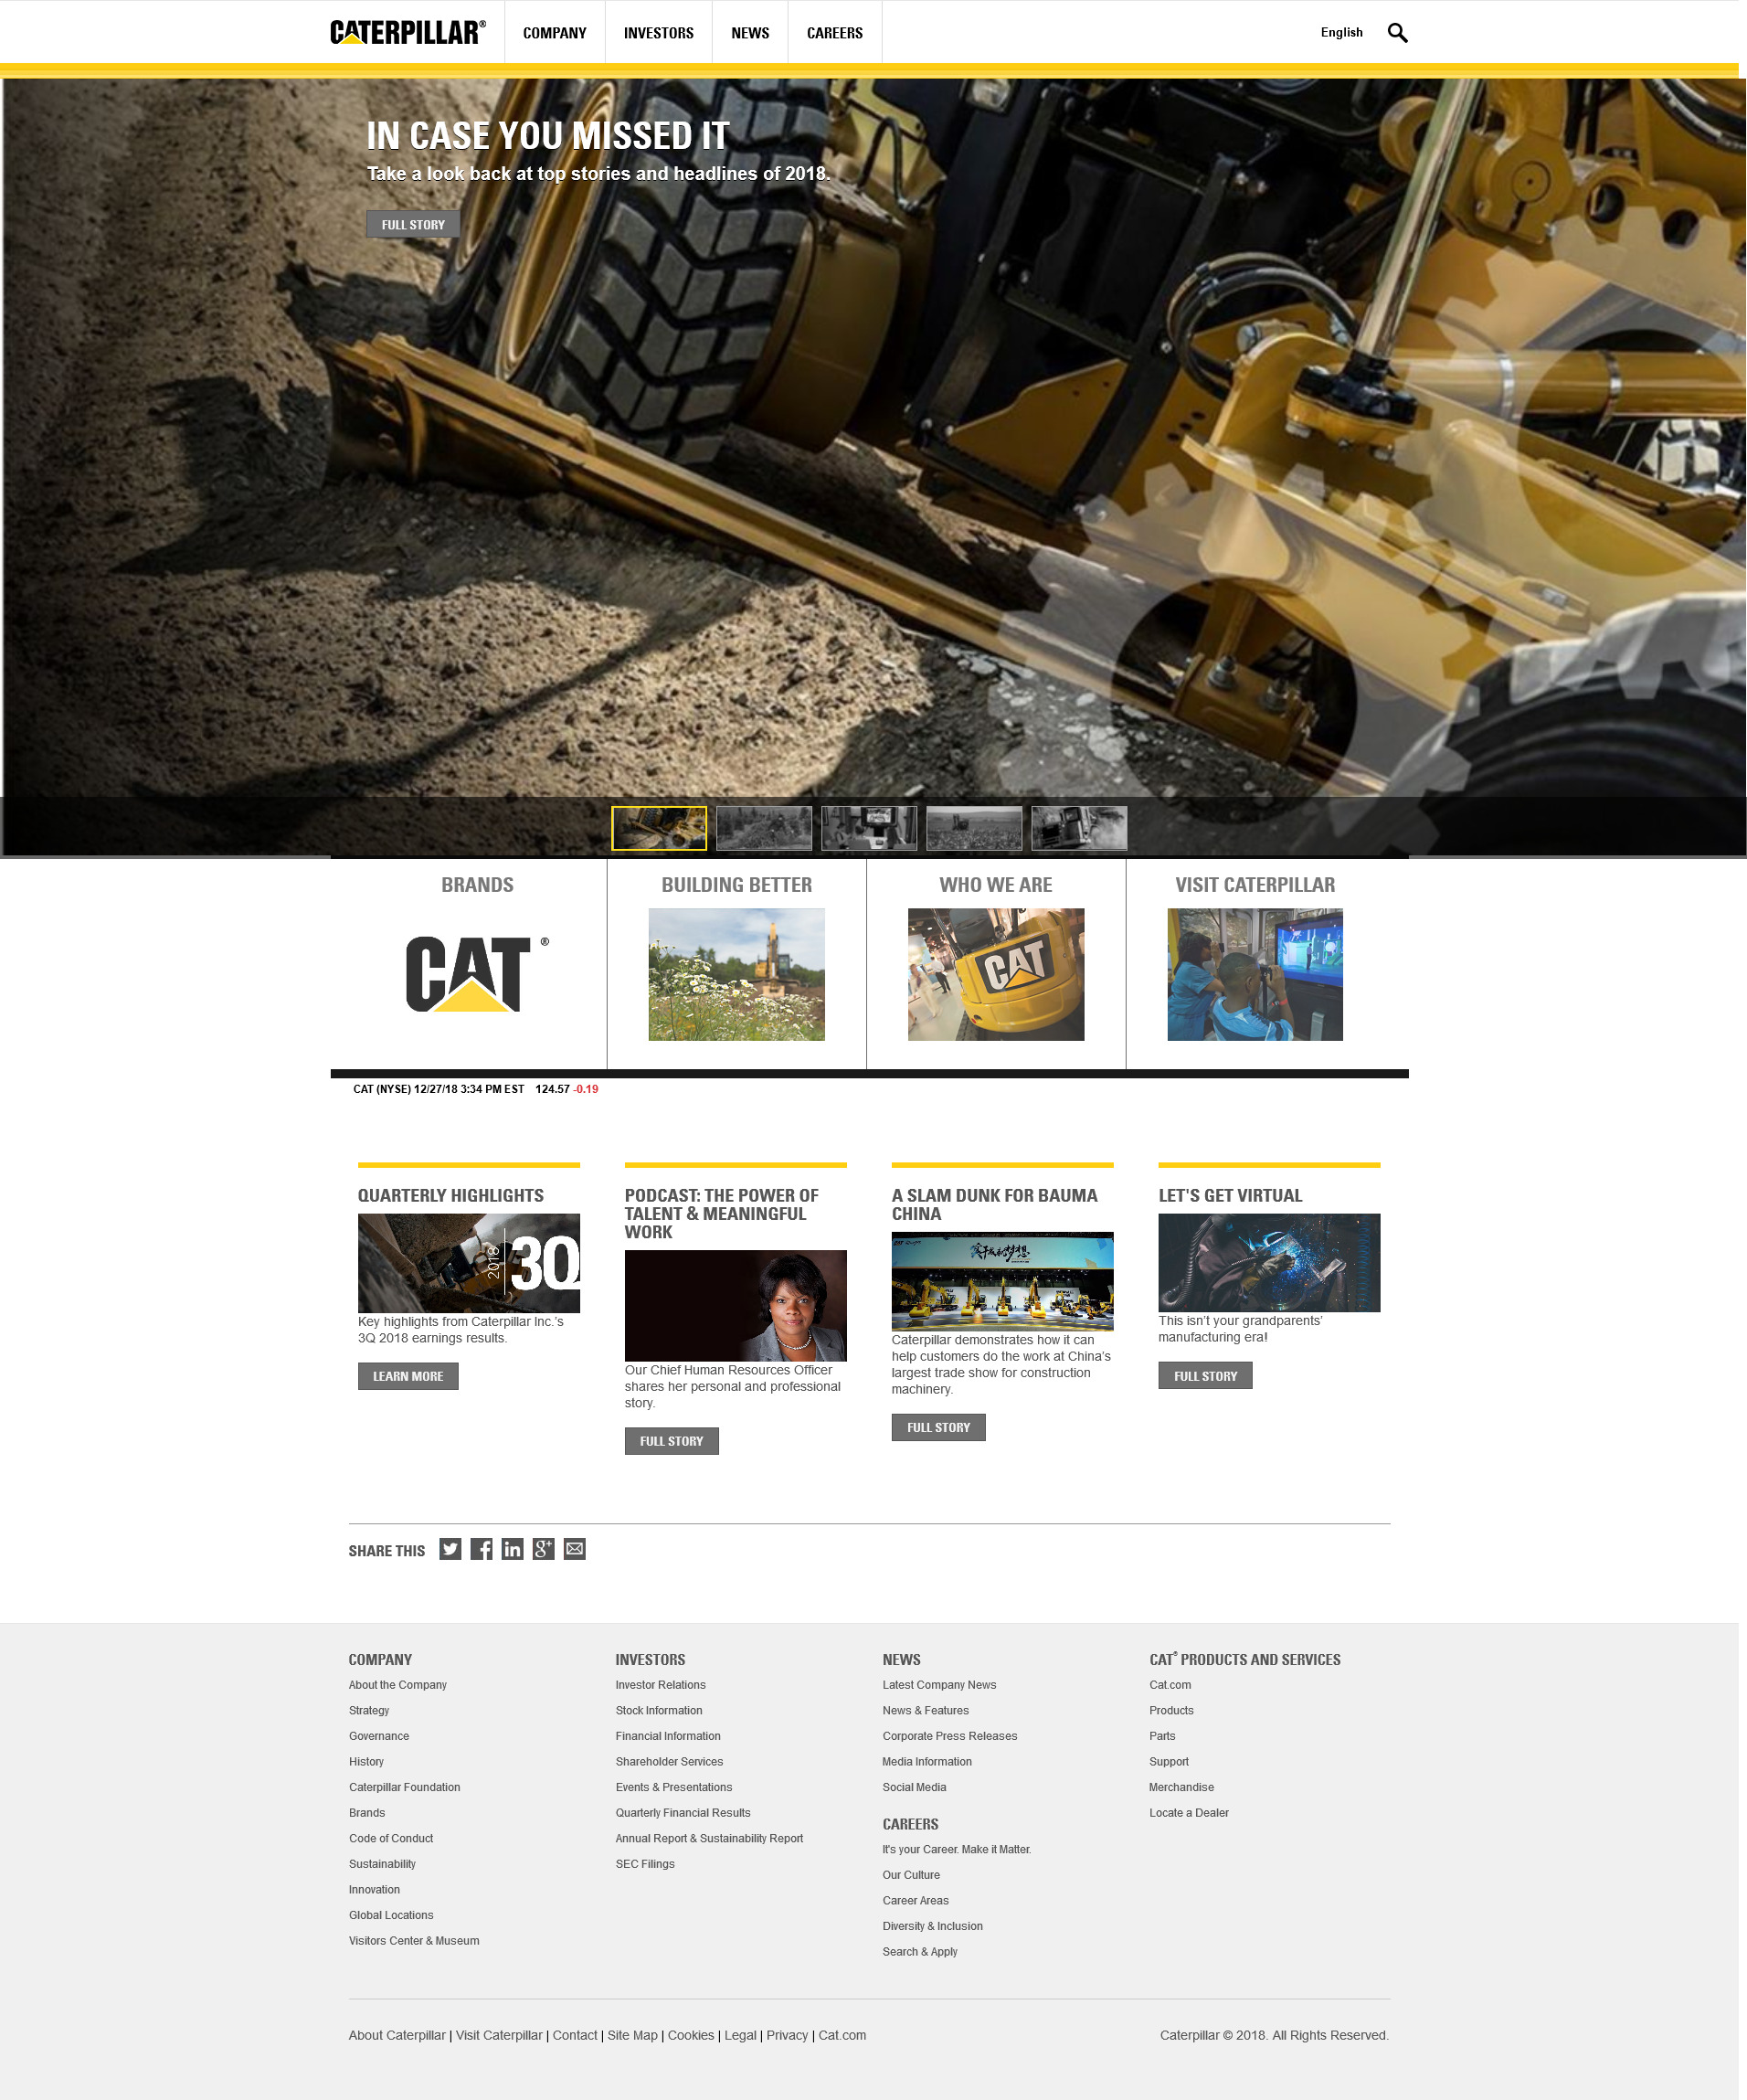 CATERPILLAR®
COMPANY
INVESTORS
NEWS
CAREERS
English
IN CASE YOU MISSED IT
Take a look back at top stories and headlines of 2018.
FULL STORY
BRANDS
BUILDING BETTER
WHO WE ARE
VISIT CATERPILLAR
CAT ®
CAT
CAT (NYSE) 12/27/18 3:34 PM EST 124.57 -0.19
QUARTERLY HIGHLIGHTS
2018 3Q
Key highlights from Caterpillar Inc.'s
3Q 2018 earnings results.
LEARN MORE
PODCAST: THE POWER OF
TALENT & MEANINGFUL
WORK
Our Chief Human Resources Officer
shares her personal and professional
story.
FULL STORY
A SLAM DUNK FOR BAUMA
CHINA
Caterpillar demonstrates how it can
help customers do the work at China's
largest trade show for construction
machinery.
FULL STORY
LET'S GET VIRTUAL
This isn't your grandparents'
manufacturing era!
FULL STORY
SHARE THIS
COMPANY
About the Company
Strategy
Governance
History
Caterpillar Foundation
Brands
Code of Conduct
Sustainability
Innovation
Global Locations
Visitors Center & Museum
INVESTORS
Investor Relations
Stock Information
Financial Information
Shareholder Services
Events & Presentations
Quarterly Financial Results
Annual Report & Sustainability Report
SEC Filings
NEWS
Latest Company News
News & Features
Corporate Press Releases
Media Information
Social Media
CAREERS
It's your Career. Make it Matter.
Our Culture
Career Areas
Diversity & Inclusion
Search & Apply
CAT® PRODUCTS AND SERVICES
Cat.com
Products
Parts
Support
Merchandise
Locate a Dealer
About Caterpillar | Visit Caterpillar | Contact | Site Map | Cookies | Legal | Privacy | Cat.com
Caterpillar © 2018. All Rights Reserved.